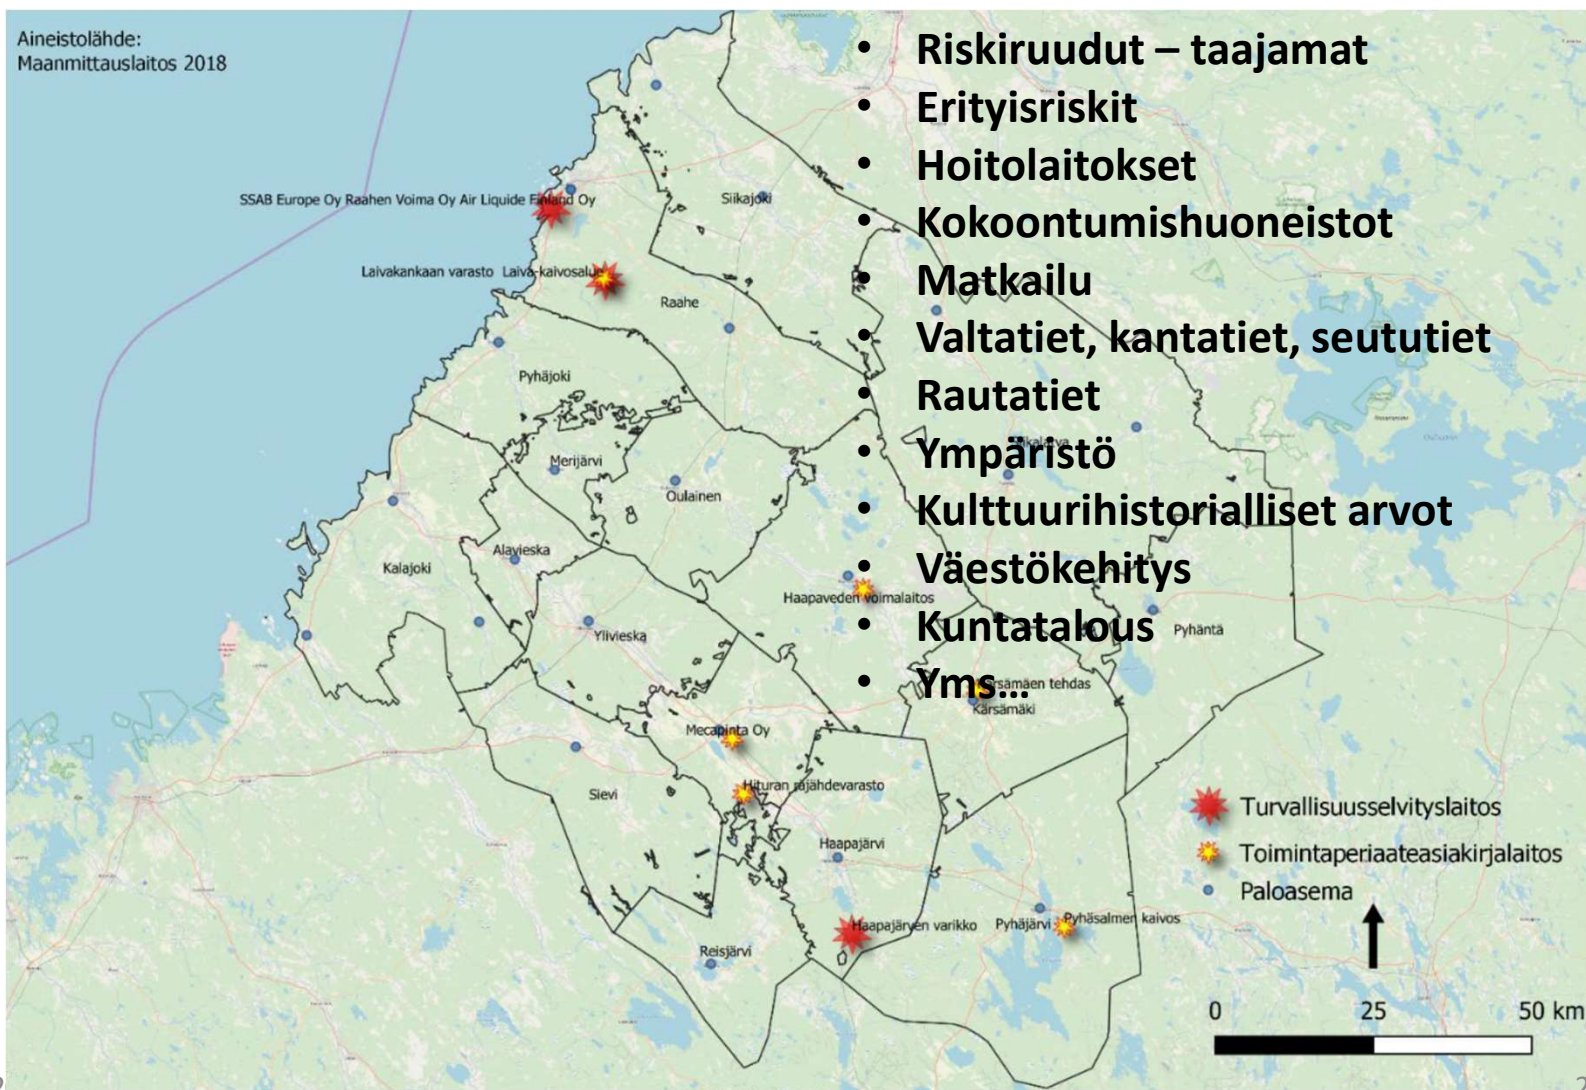 Aineistolähde:
Maanmittauslaitos 2018
• Riskiruudut – taajamat
• Erityisriskit
• Hoitolaitokset
• Kokoontumishuoneistot
• Matkailu
• Valtatiet, kantatiet, seututiet
• Rautatiet
• Ympäristö
• Kulttuurihistorialliset arvot
• Väestökehitys
• Kuntatalous
• Yms...
SSAB Europe Oy Raahen Voima Oy Air Liquide Finland Oy
Siikajoki
Laivakankaan varasto Laiva-kaivosalue
Raahe
Pyhäjoki
Merijärvi
Oulainen
Alavieska
Kalajoki
Haapaveden voimalaitos
Ylivieska
Pyhäntä
Kärsämäen tehdas
Kärsämäki
Mecapinta Oy
Hituran räjähdevarasto
Sievi
Haapajärvi
Haapajärven varikko
Pyhäjärvi
Pyhäsalmen kaivos
Reisjärvi
Turvallisuusselvityslaitos
Toimintaperiaateasiakirjalaitos
Paloasema
0 25 50 km